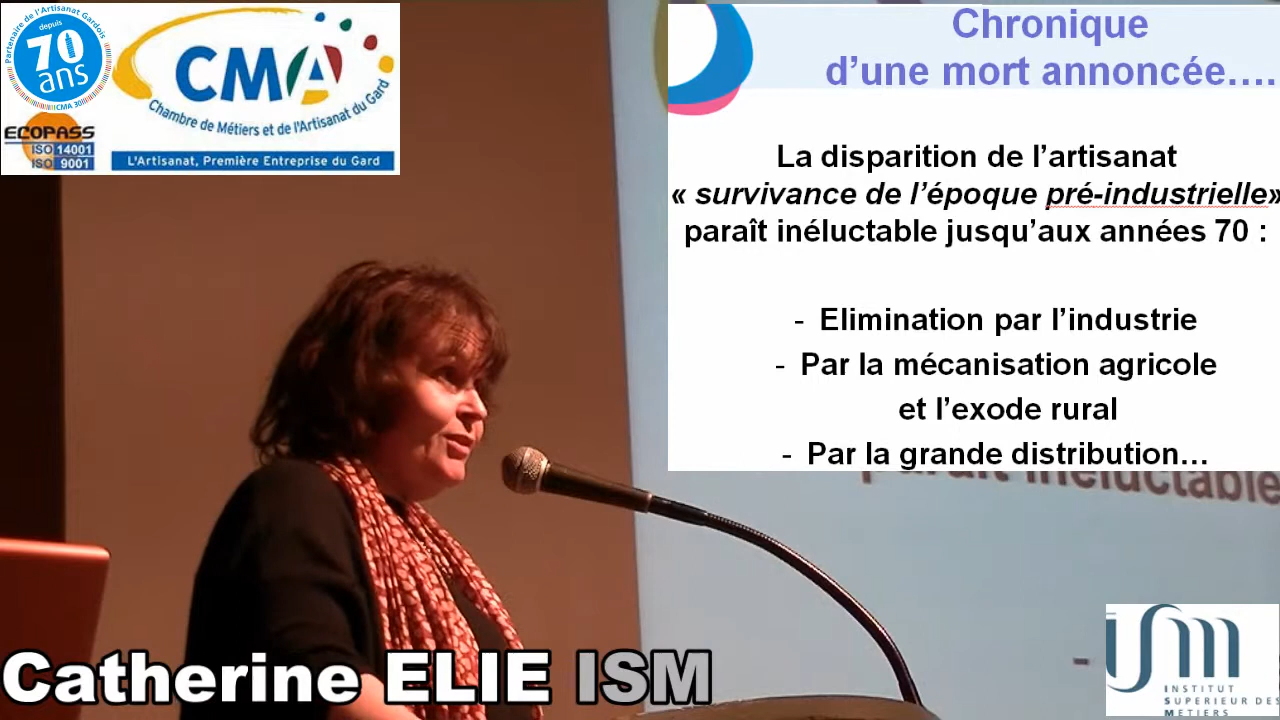 Partenaire de l'Artisanat Gardois
depuis
70
ans
CMA 30
ECOPASS
ISO 14001
ISO 9001
CMA
Chambre de Métiers et de l'Artisanat du Gard
L'Artisanat, Première Entreprise du Gard
Chronique
d'une mort annoncée....
La disparition de l'artisanat
« survivance de l'époque pré-industrielle»
paraît inéluctable jusqu'aux années 70 :
- Elimination par l'industrie
- Par la mécanisation agricole
et l'exode rural
- Par la grande distribution...
paraît inéluctable
Catherine ELIE ISM
ism
INSTITUT
SUPERIEUR DES
METIERS